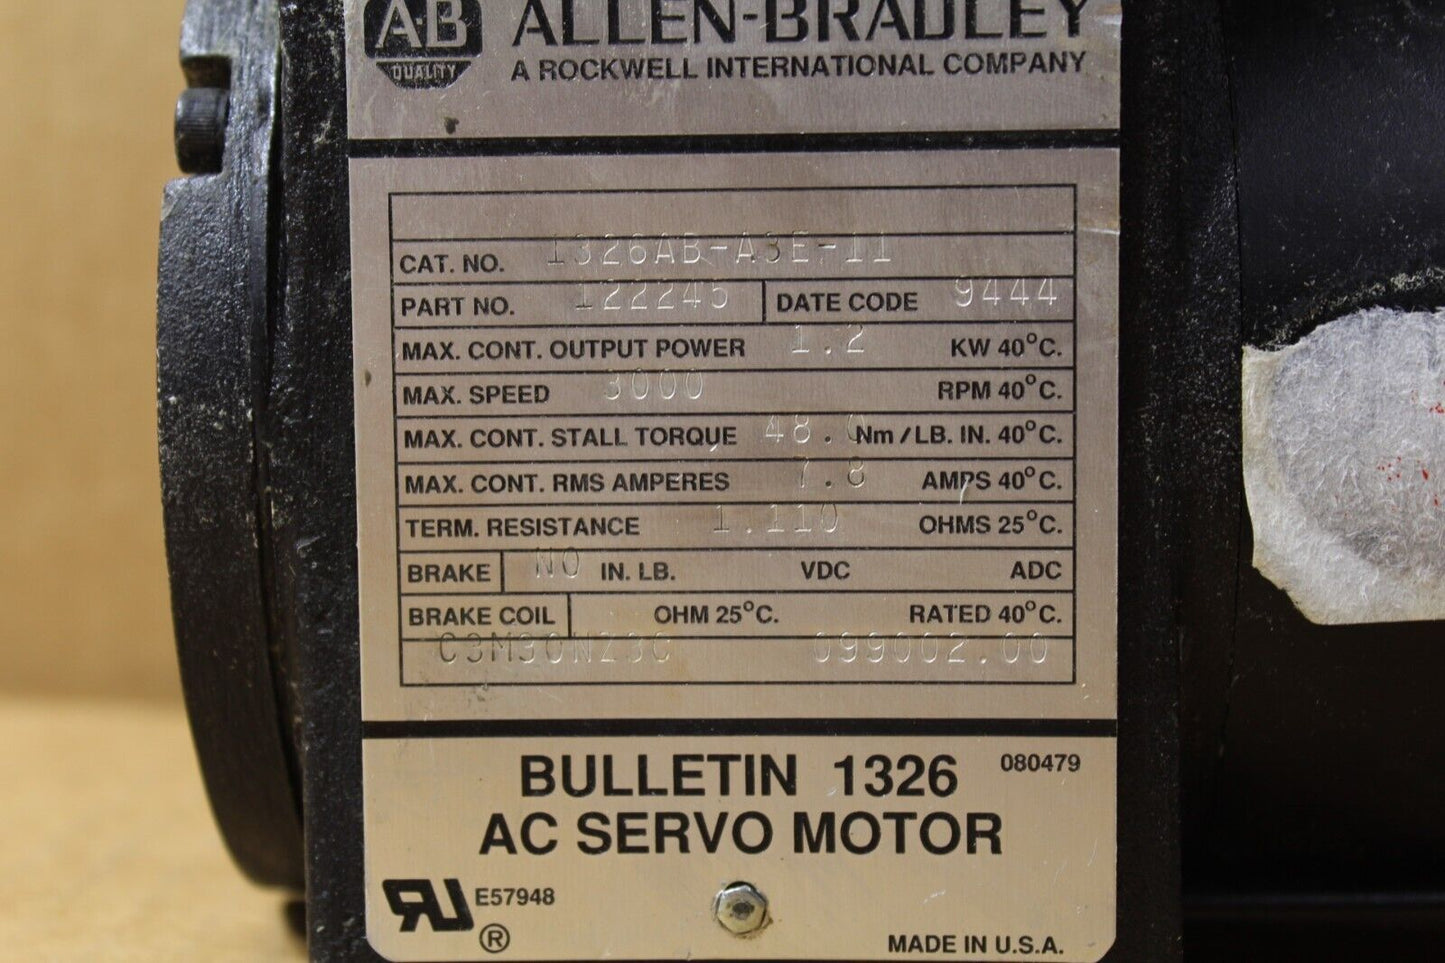 A-B
QUALITY
ALLEN-BRADLEY
A ROCKWELL INTERNATIONAL COMPANY
CAT. NO. 1326AB-A3E-11
PART NO. 122245 DATE CODE 9444
MAX. CONT. OUTPUT POWER 1.2 KW 40°C.
MAX. SPEED 3000 RPM 40°C.
MAX. CONT. STALL TORQUE 48.0 Nm/LB. IN. 40°C.
MAX. CONT. RMS AMPERES 7.8 AMPS 40°C.
TERM. RESISTANCE 1.110 OHMS 25°C.
BRAKE NO IN. LB. VDC ADC
BRAKE COIL OHM 25°C. RATED 40°C.
099002.00
BULLETIN 1326 080479
AC SERVO MOTOR
E57948
®
MADE IN U.S.A.